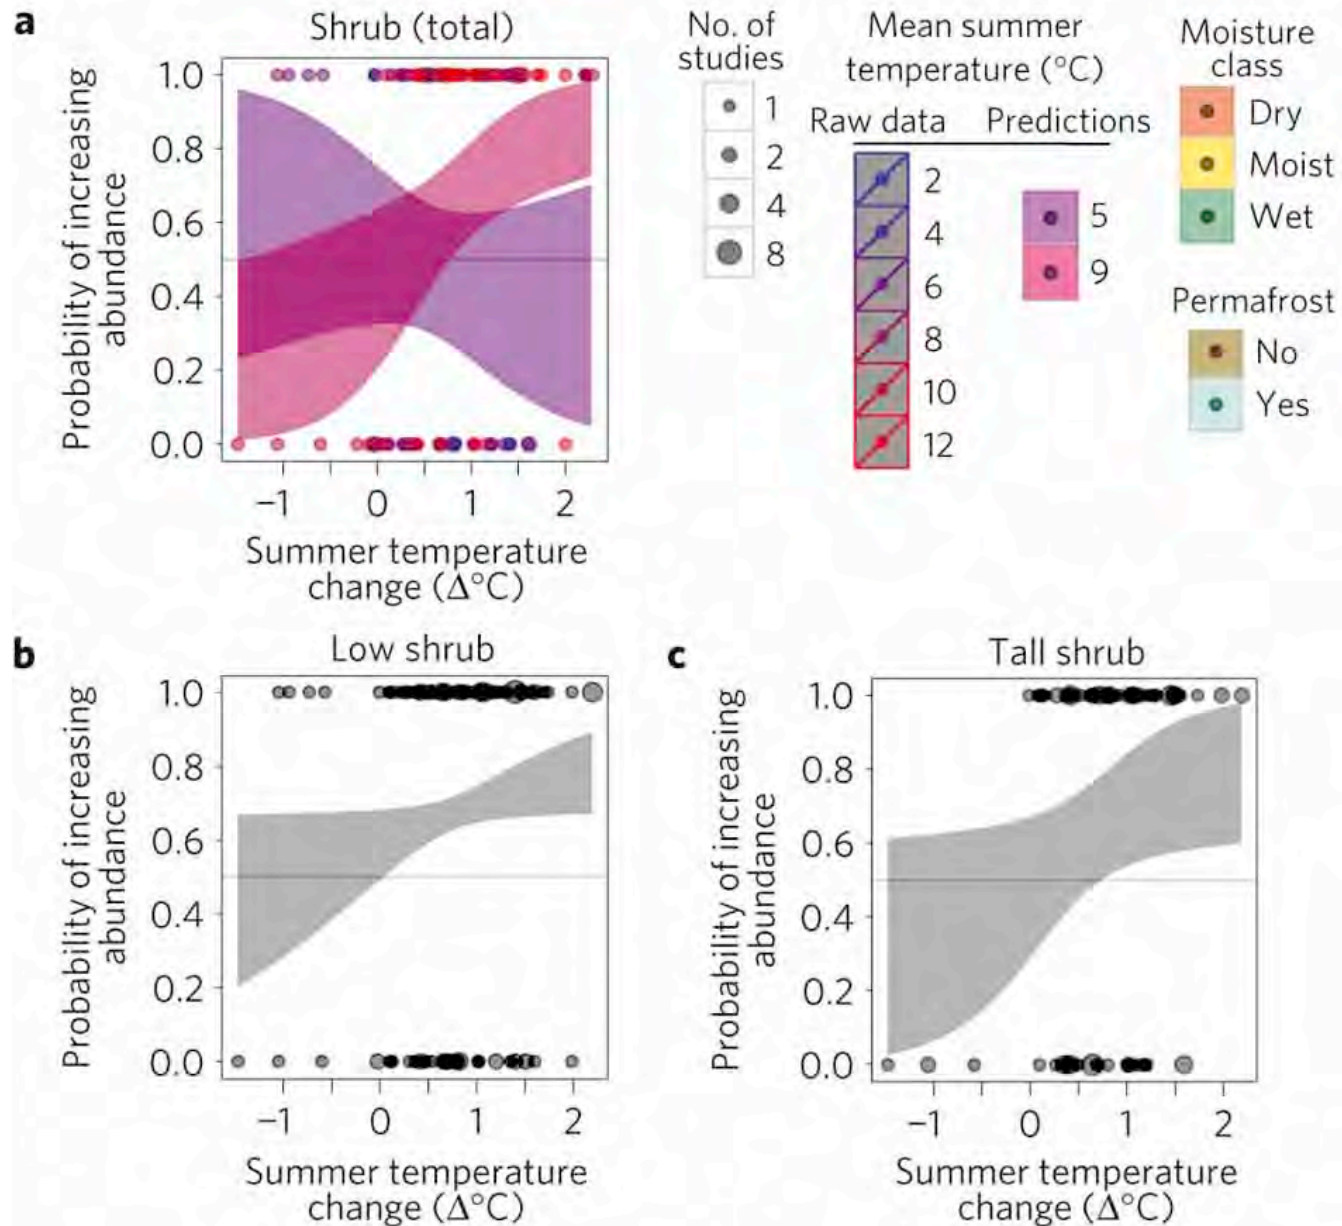 a
Shrub (total)
Probability of increasing
abundance
1.0
0.8
0.6
0.4
0.2
0.0
−1 0 1 2
Summer temperature
change (Δ°C)
No. of
studies
1
2
4
8
Mean summer
temperature (°C)
Raw data Predictions
2
4
6
8
10
12
5
9
Moisture
class
Dry
Moist
Wet
Permafrost
No
Yes
b
Low shrub
Probability of increasing
abundance
1.0
0.8
0.6
0.4
0.2
0.0
−1 0 1 2
Summer temperature
change (Δ°C)
c
Tall shrub
Probability of increasing
abundance
1.0
0.8
0.6
0.4
0.2
0.0
−1 0 1 2
Summer temperature
change (Δ°C)